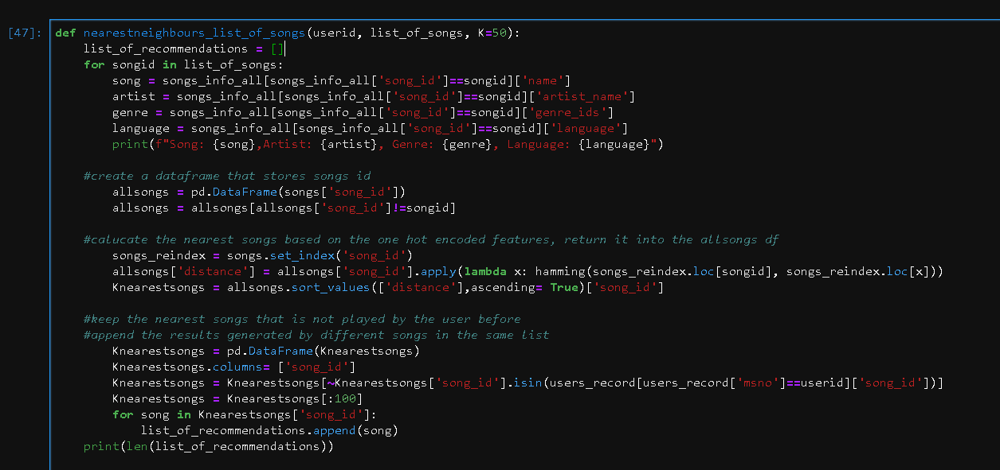 [47]: def nearestneighbours_list_of_songs(userid, list_of_songs, K=50):
list_of_recommendations = []
for songid in list_of_songs:
song = songs_info_all[songs_info_all['song_id']==songid]['name']
artist = songs_info_all[songs_info_all['song_id']==songid]['artist_name']
genre = songs_info_all[songs_info_all['song_id']==songid]['genre_ids']
language = songs_info_all[songs_info_all['song_id']==songid]['language']
print(f"Song: {song},Artist: {artist}, Genre: {genre}, Language: {language}")
#create a dataframe that stores songs id
allsongs = pd.DataFrame(songs['song_id'])
allsongs = allsongs[allsongs['song_id']!=songid]
#calucate the nearest songs based on the one hot encoded features, return it into the allsongs df
songs_reindex = songs.set_index('song_id')
allsongs['distance'] = allsongs['song_id'].apply(lambda x: hamming(songs_reindex.loc[songid], songs_reindex.loc[x]))
Knearestsongs = allsongs.sort_values(['distance'],ascending= True)['song_id']
#keep the nearest songs that is not played by the user before
#append the results generated by different songs in the same list
Knearestsongs = pd.DataFrame(Knearestsongs)
Knearestsongs.columns= ['song_id']
Knearestsongs = Knearestsongs[~Knearestsongs['song_id'].isin(users_record[users_record['msno']==userid]['song_id'])]
Knearestsongs = Knearestsongs[:100]
for song in Knearestsongs['song_id']:
list_of_recommendations.append(song)
print(len(list_of_recommendations))